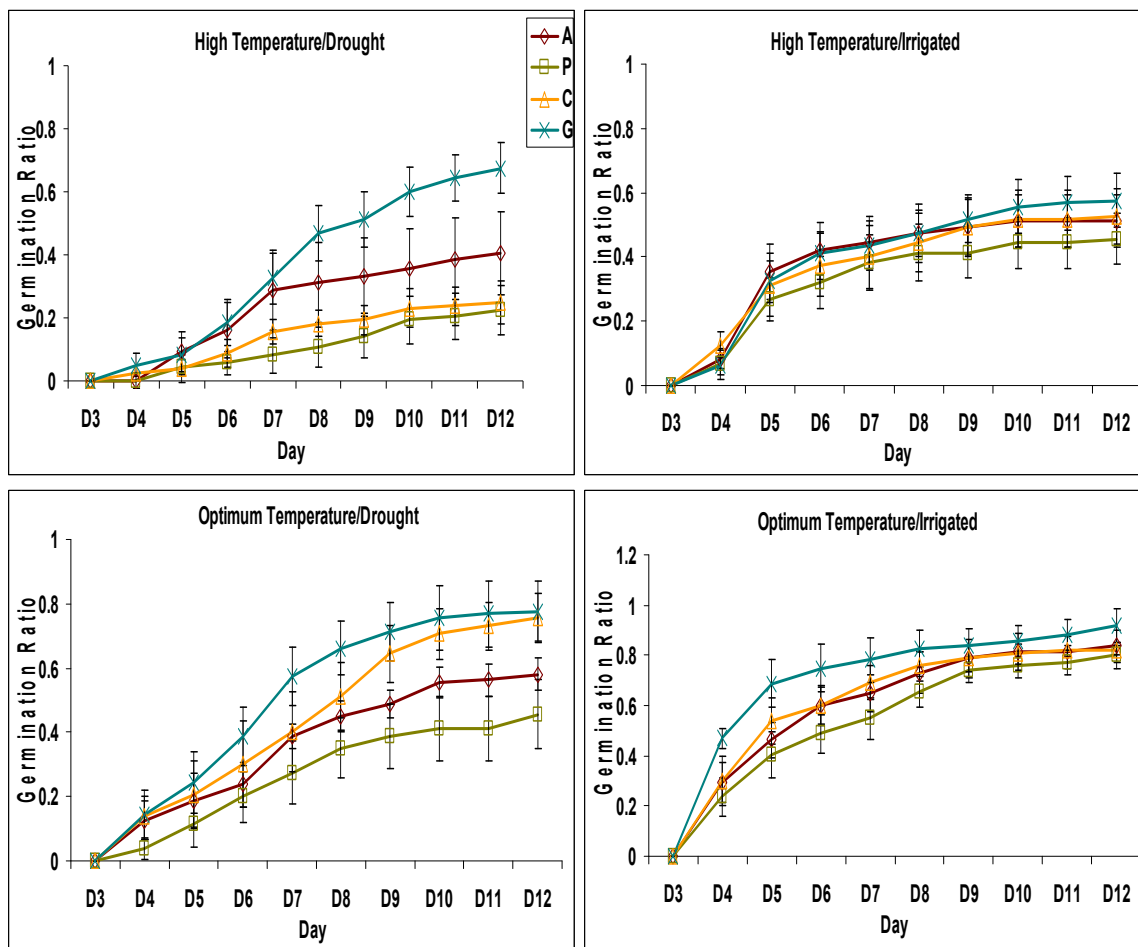 High Temperature/Drought
A
P
C
G
Germination Ratio
1
0.8
0.6
0.4
0.2
0
D3 D4 D5 D6 D7 D8 D9 D10 D11 D12
Day
High Temperature/Irrigated
Germination Ratio
1
0.8
0.6
0.4
0.2
0
D3 D4 D5 D6 D7 D8 D9 D10 D11 D12
Day
Optimum Temperature/Drought
Germination Ratio
1
0.8
0.6
0.4
0.2
0
D3 D4 D5 D6 D7 D8 D9 D10 D11 D12
Day
Optimum Temperature/Irrigated
Germination Ratio
1.2
1
0.8
0.6
0.4
0.2
0
D3 D4 D5 D6 D7 D8 D9 D10 D11 D12
Day